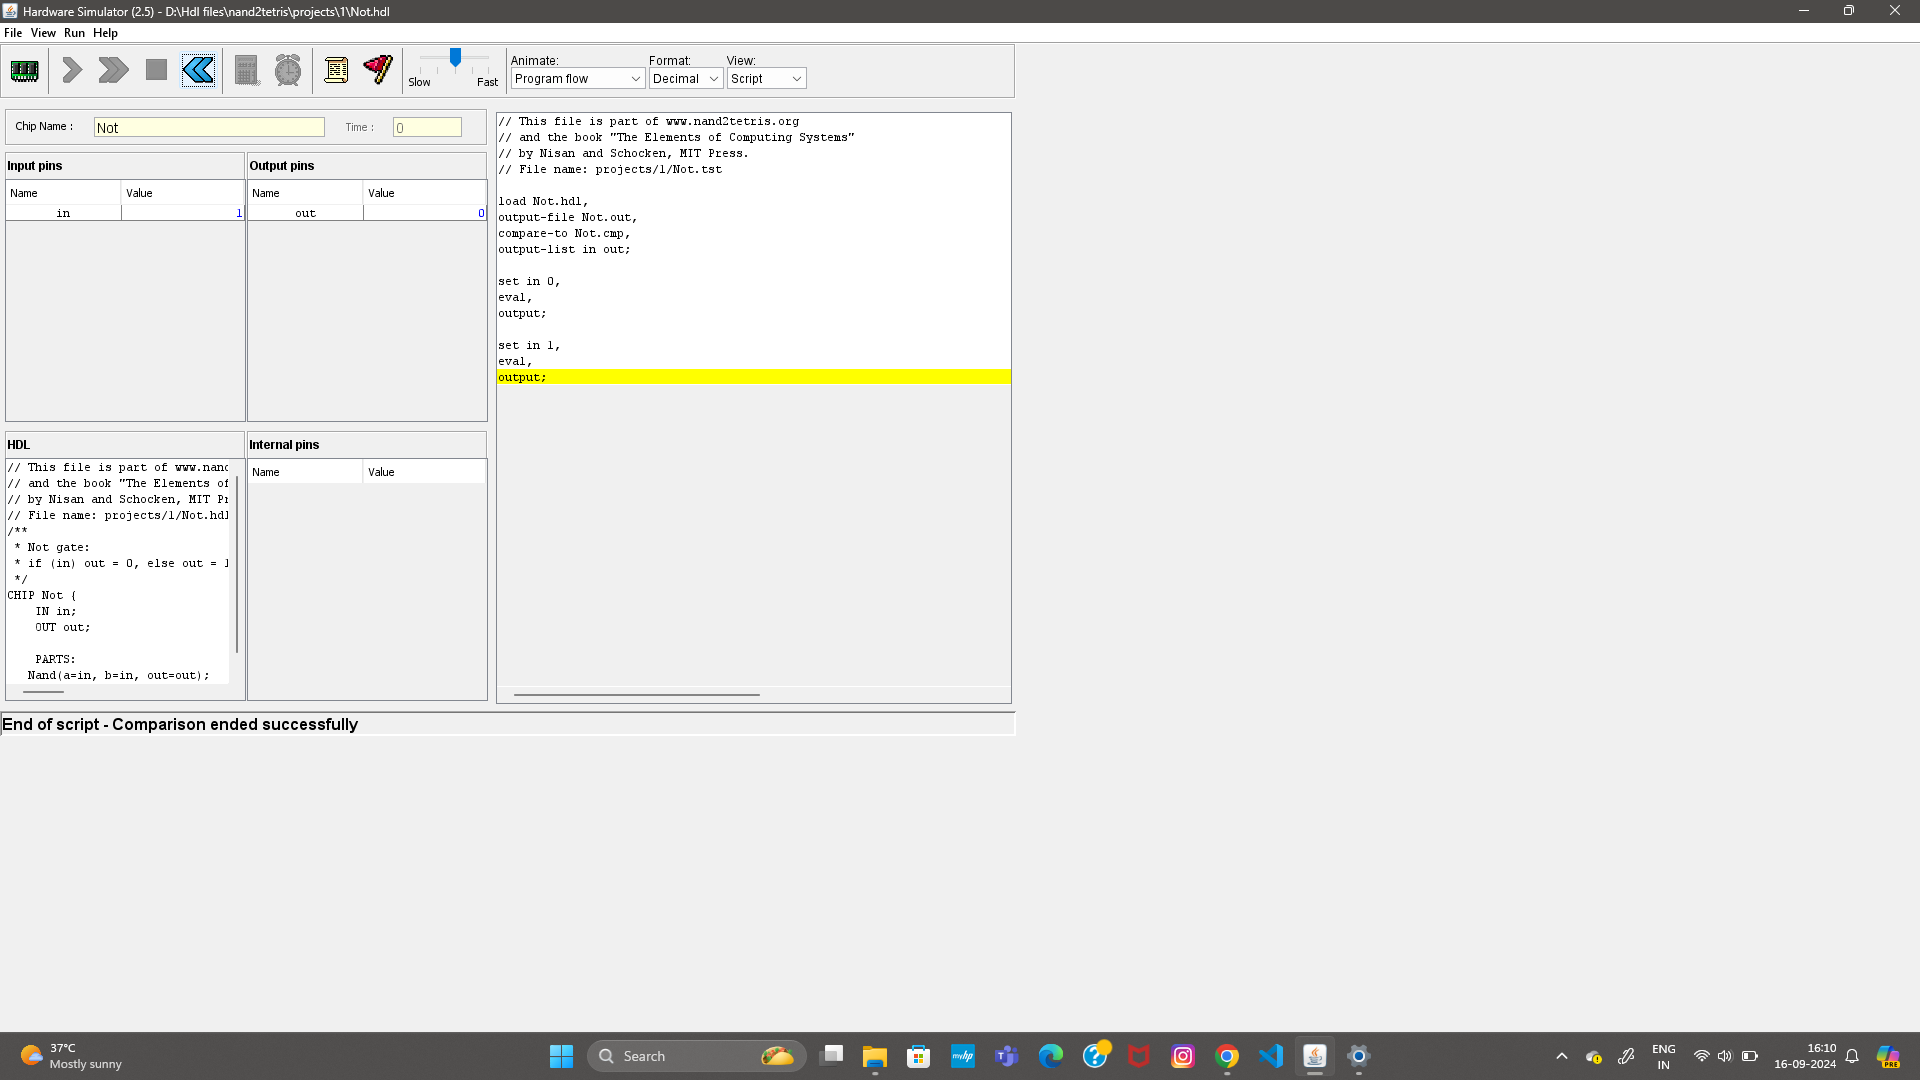 Hardware Simulator (2.5) - D:\Hdl files\nand2tetris\projects\1\Not.hdl
File View Run Help
Slow Fast
Animate: Format: View:
Program flow Decimal Script
Chip Name : Not Time : 0
Input pins Output pins
Name Value Name Value
in 1 out 0
HDL Internal pins
Name Value
// This file is part of www.nand
// and the book "The Elements of
// by Nisan and Schocken, MIT Pr
// File name: projects/1/Not.hdl
/**
* Not gate:
* if (in) out = 0, else out = 1
*/
CHIP Not {
IN in;
OUT out;
PARTS:
Nand(a=in, b=in, out=out);
// This file is part of www.nand2tetris.org
// and the book "The Elements of Computing Systems"
// by Nisan and Schocken, MIT Press.
// File name: projects/1/Not.tst
load Not.hdl,
output-file Not.out,
compare-to Not.cmp,
output-list in out;
set in 0,
eval,
output;
set in 1,
eval,
output;
End of script - Comparison ended successfully
37°C
Mostly sunny
Search
myhp
ENG
IN
16:10
16-09-2024
PRE